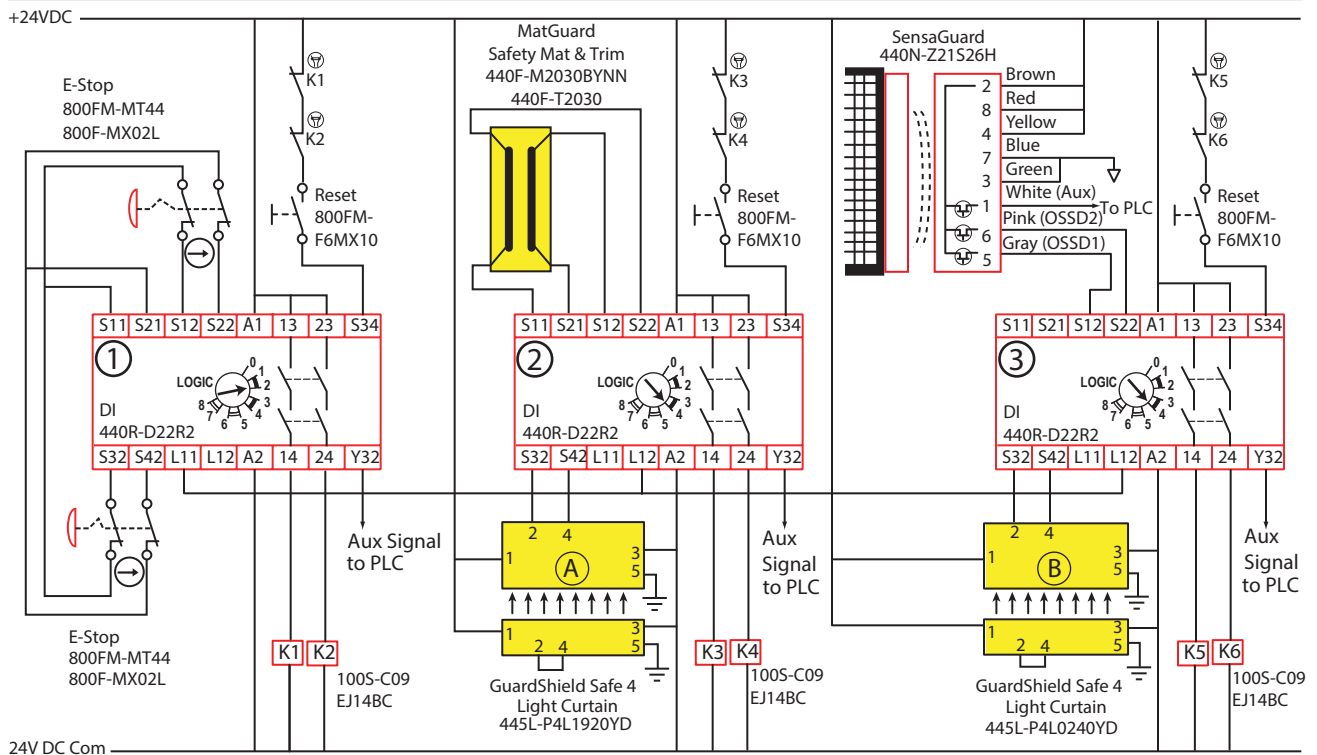 +24VDC
E-Stop
800FM-MT44
800F-MX02L
K1
K2
Reset
800FM-
F6MX10
MatGuard
Safety Mat & Trim
440F-M2030BYNN
440F-T2030
K3
K4
Reset
800FM-
F6MX10
SensaGuard
440N-Z21S26H
2 Brown
8 Red
4 Yellow
7 Blue
3 Green
1 White (Aux)
To PLC
6 Pink (OSSD2)
5 Gray (OSSD1)
K5
K6
Reset
800FM-
F6MX10
S11 S21 S12 S22 A1 13 23 S34
1
LOGIC
0 1 2 3 4 5 6 7 8
DI
440R-D22R2
S32 S42 L11 L12 A2 14 24 Y32
S11 S21 S12 S22 A1 13 23 S34
2
LOGIC
0 1 2 3 4 5 6 7 8
DI
440R-D22R2
S32 S42 L11 L12 A2 14 24 Y32
S11 S21 S12 S22 A1 13 23 S34
3
LOGIC
0 1 2 3 4 5 6 7 8
DI
440R-D22R2
S32 S42 L11 L12 A2 14 24 Y32
Aux Signal
to PLC
E-Stop
800FM-MT44
800F-MX02L
K1 K2
100S-C09
EJ14BC
2 4
1 A 3
5
1 3
2 4 5
GuardShield Safe 4
Light Curtain
445L-P4L1920YD
Aux
Signal
to PLC
K3 K4
100S-C09
EJ14BC
2 4
1 B 3
5
1 3
2 4 5
GuardShield Safe 4
Light Curtain
445L-P4L0240YD
Aux
Signal
to PLC
K5 K6
100S-C09
EJ14BC
24V DC Com